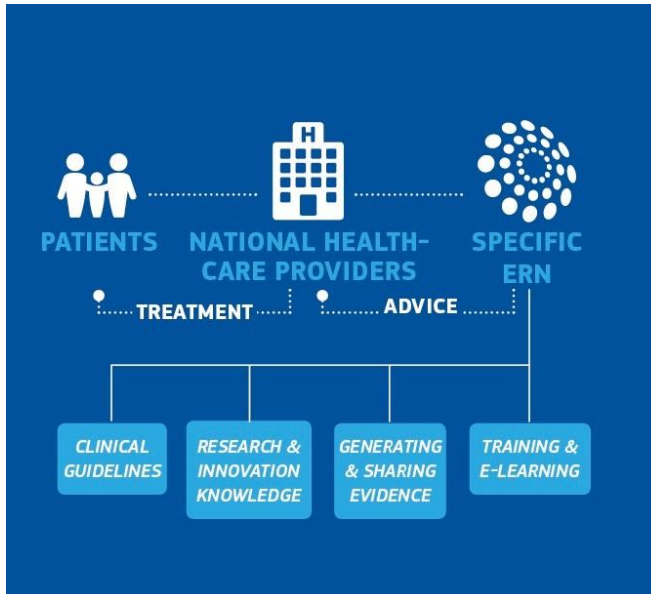 H
PATIENTS
NATIONAL HEALTH-
CARE PROVIDERS
SPECIFIC
ERN
TREATMENT
ADVICE
CLINICAL
GUIDELINES
RESEARCH &
INNOVATION
KNOWLEDGE
GENERATING
& SHARING
EVIDENCE
TRAINING &
E-LEARNING